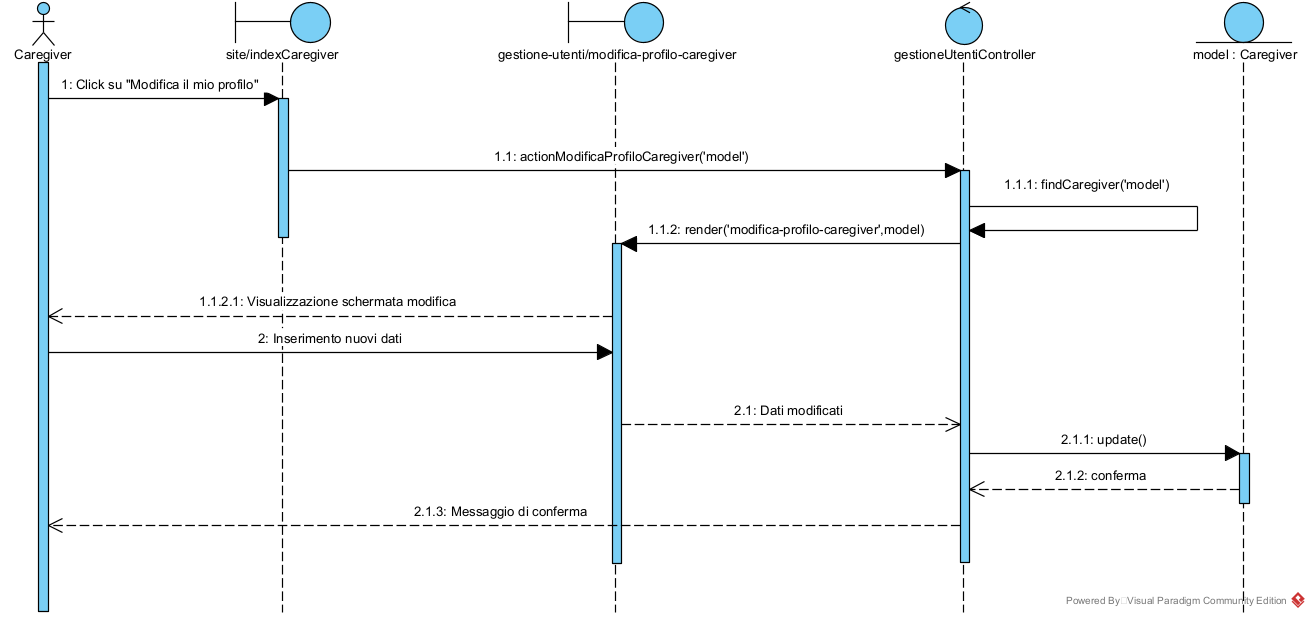 Caregiver
site/indexCaregiver
gestione-utenti/modifica-profilo-caregiver
gestioneUtentiController
model : Caregiver
1: Click su "Modifica il mio profilo"
1.1: actionModificaProfiloCaregiver('model')
1.1.1: findCaregiver('model')
1.1.2: render('modifica-profilo-caregiver',model)
1.1.2.1: Visualizzazione schermata modifica
2: Inserimento nuovi dati
2.1: Dati modificati
2.1.1: update()
2.1.2: conferma
2.1.3: Messaggio di conferma
Powered By Visual Paradigm Community Edition